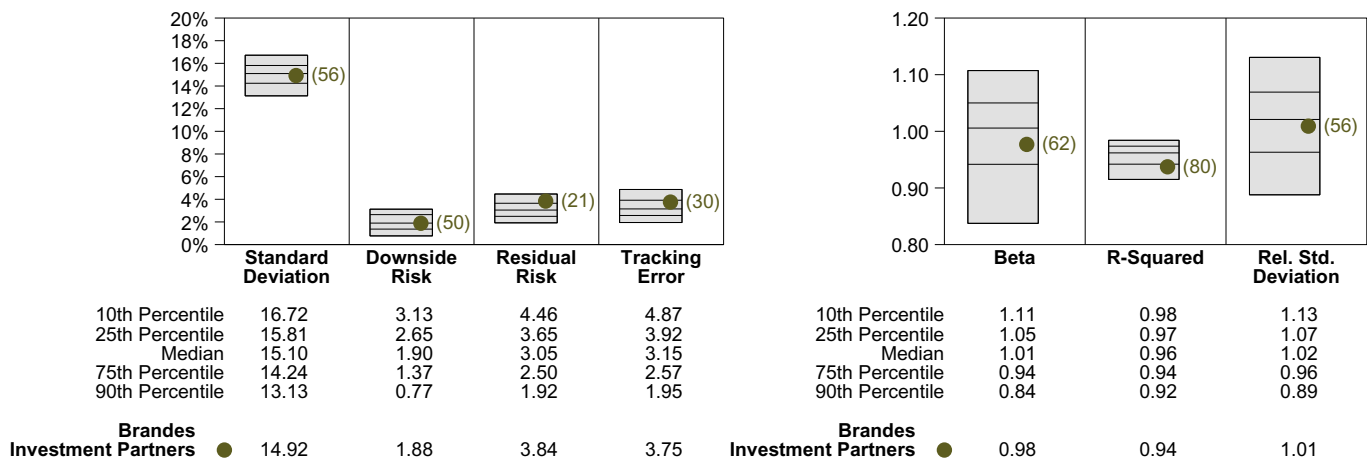 20%
18%
16%
14%
12%
10%
8%
6%
4%
2%
0%
(56)
(50)
(21)
(30)
Standard Deviation
Downside Risk
Residual Risk
Tracking Error
10th Percentile 16.72 3.13 4.46 4.87
25th Percentile 15.81 2.65 3.65 3.92
Median 15.10 1.90 3.05 3.15
75th Percentile 14.24 1.37 2.50 2.57
90th Percentile 13.13 0.77 1.92 1.95
Brandes
Investment Partners 14.92 1.88 3.84 3.75
1.20
1.10
1.00
0.90
0.80
(62)
(80)
(56)
Beta
R-Squared
Rel. Std. Deviation
10th Percentile 1.11 0.98 1.13
25th Percentile 1.05 0.97 1.07
Median 1.01 0.96 1.02
75th Percentile 0.94 0.94 0.96
90th Percentile 0.84 0.92 0.89
Brandes
Investment Partners 0.98 0.94 1.01